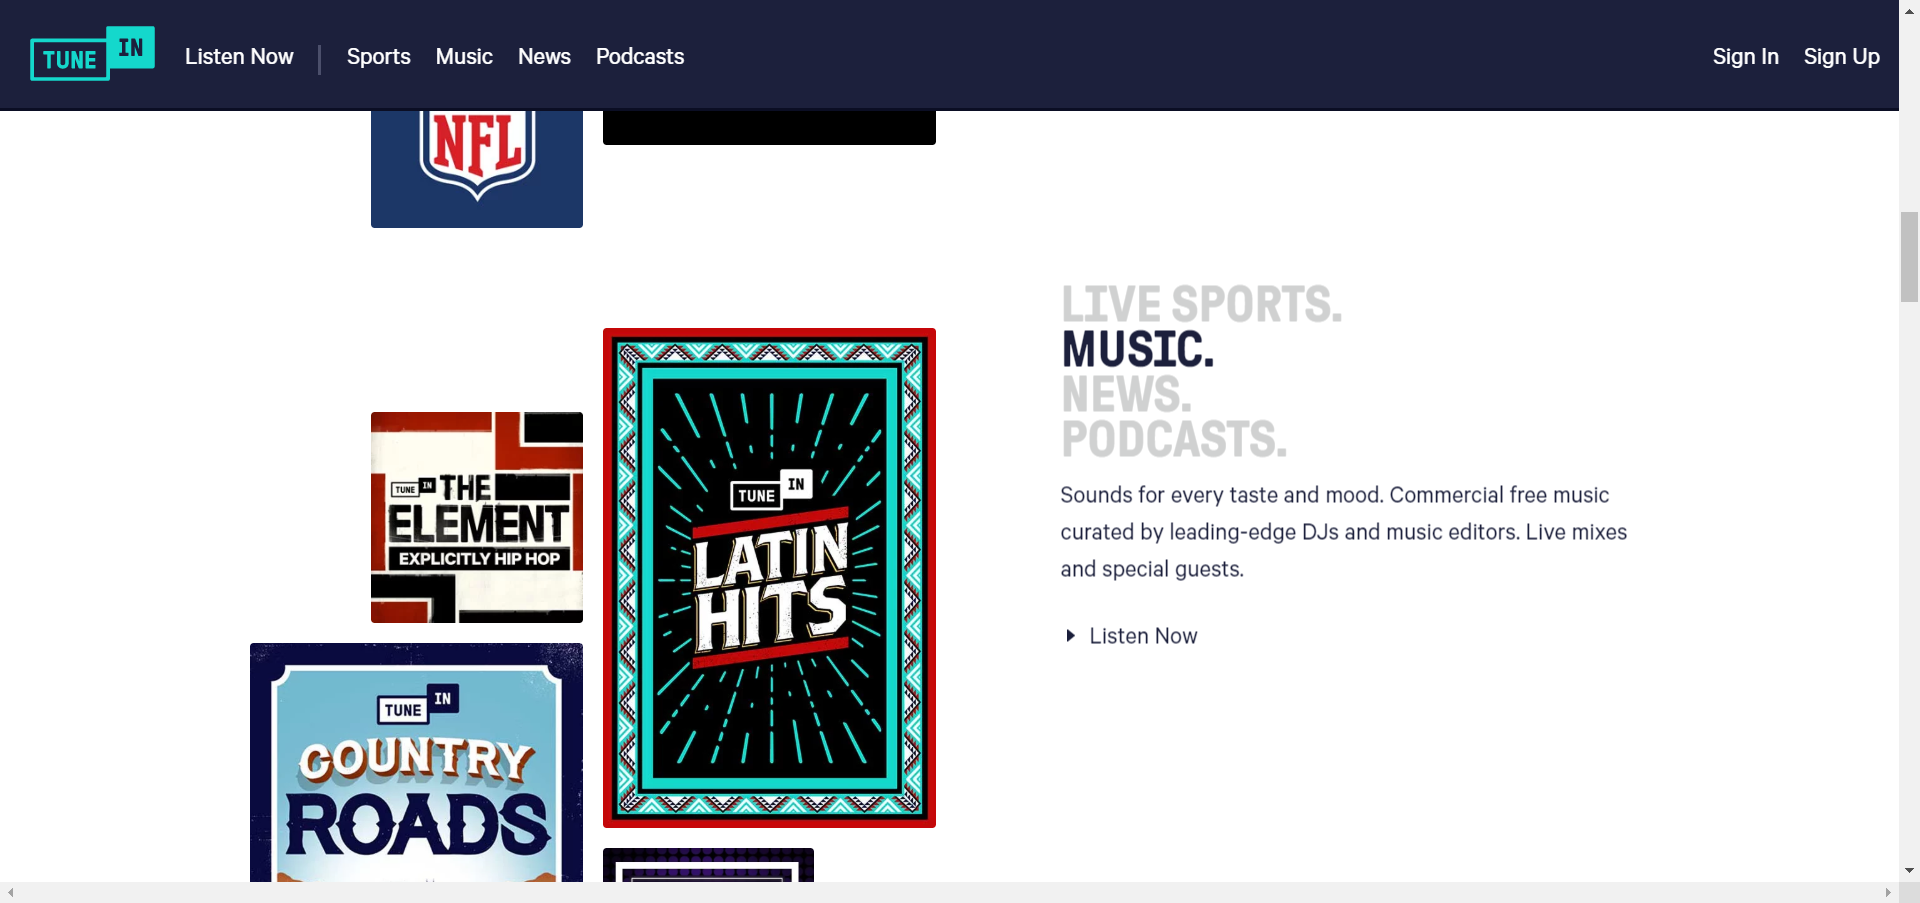 TUNE IN
Listen Now
Sports
Music
News
Podcasts
Sign In
Sign Up
NFL
LIVE SPORTS.
MUSIC.
NEWS.
PODCASTS.
Sounds for every taste and mood. Commercial free music
curated by leading-edge DJs and music editors. Live mixes
and special guests.
Listen Now
TUNE IN
THE
ELEMENT
EXPLICITLY HIP HOP
TUNE IN
LATIN
HITS
TUNE IN
COUNTRY
ROADS